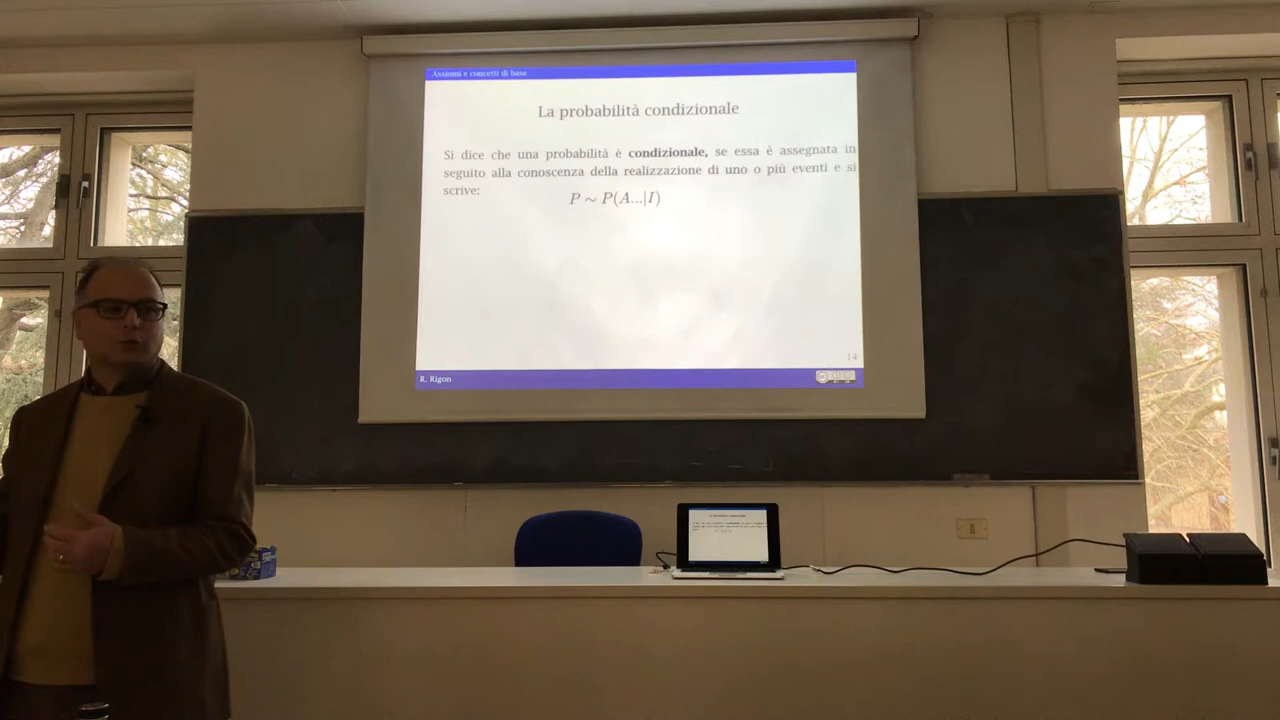 Assiomi e concetti di base
La probabilità condizionale
Si dice che una probabilità è condizionale, se essa è assegnata in
seguito alla conoscenza della realizzazione di uno o più eventi e si
scrive:
P ∼ P(A...|I)
14
R. Rigon